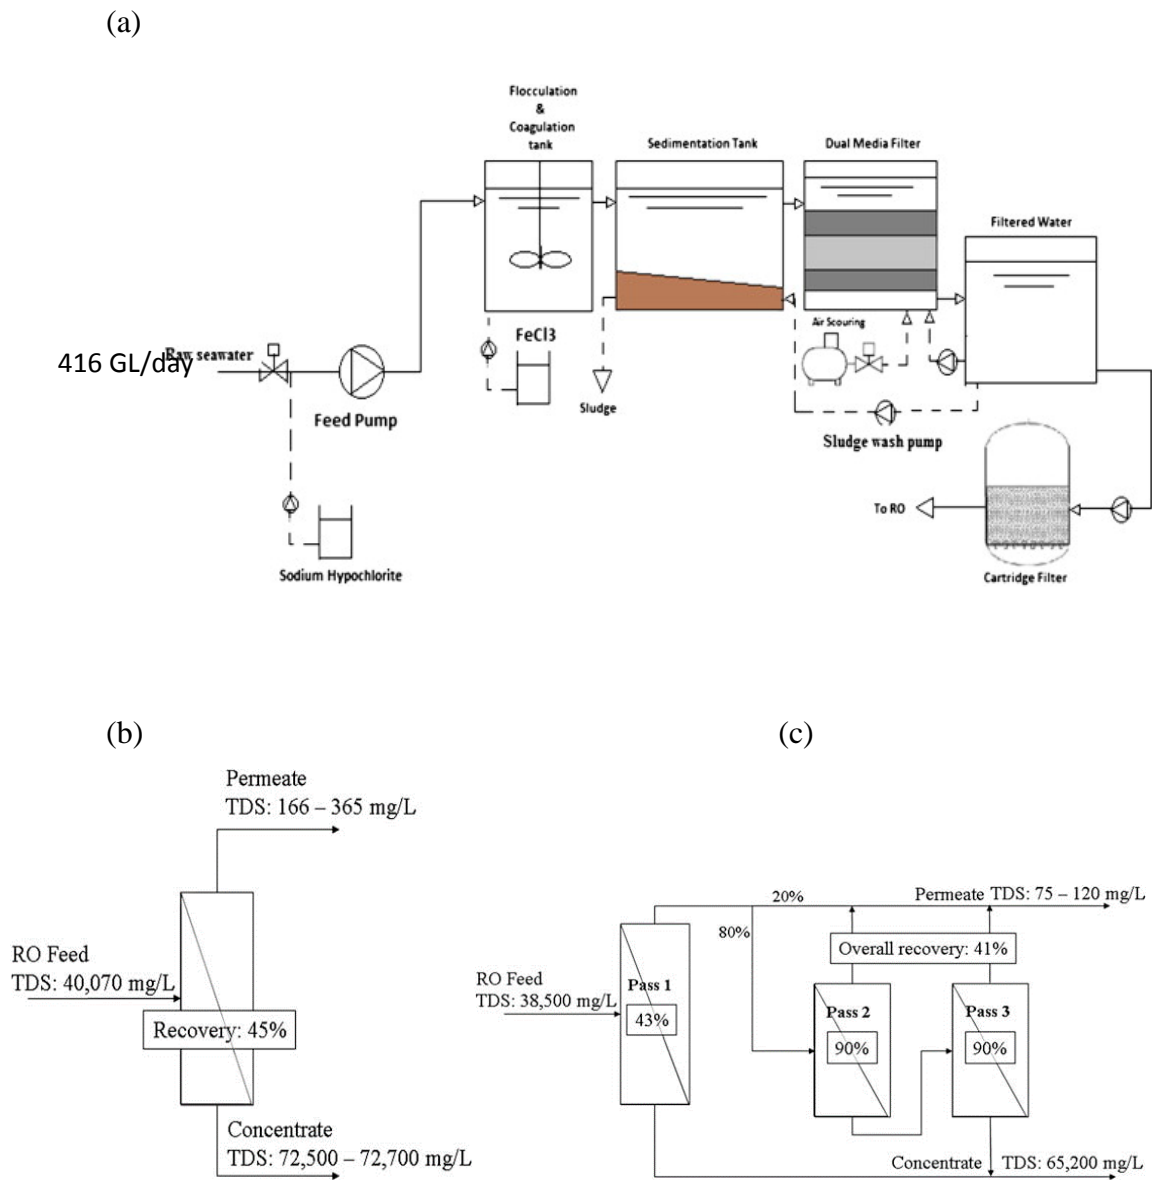 (a)
Flocculation
&
Coagulation
tank
Sedimentation Tank
Dual Media Filter
Filtered Water
Air Scouring
FeCl3
416 GL/day
Raw seawater
Feed Pump
Sludge
Sludge wash pump
To RO
Sodium Hypochlorite
Cartridge Filter
(b)
Permeate
TDS: 166 – 365 mg/L
RO Feed
TDS: 40,070 mg/L
Recovery: 45%
Concentrate
TDS: 72,500 – 72,700 mg/L
(c)
20%
Permeate TDS: 75 – 120 mg/L
80%
Overall recovery: 41%
RO Feed
TDS: 38,500 mg/L
Pass 1
43%
Pass 2
90%
Pass 3
90%
Concentrate TDS: 65,200 mg/L